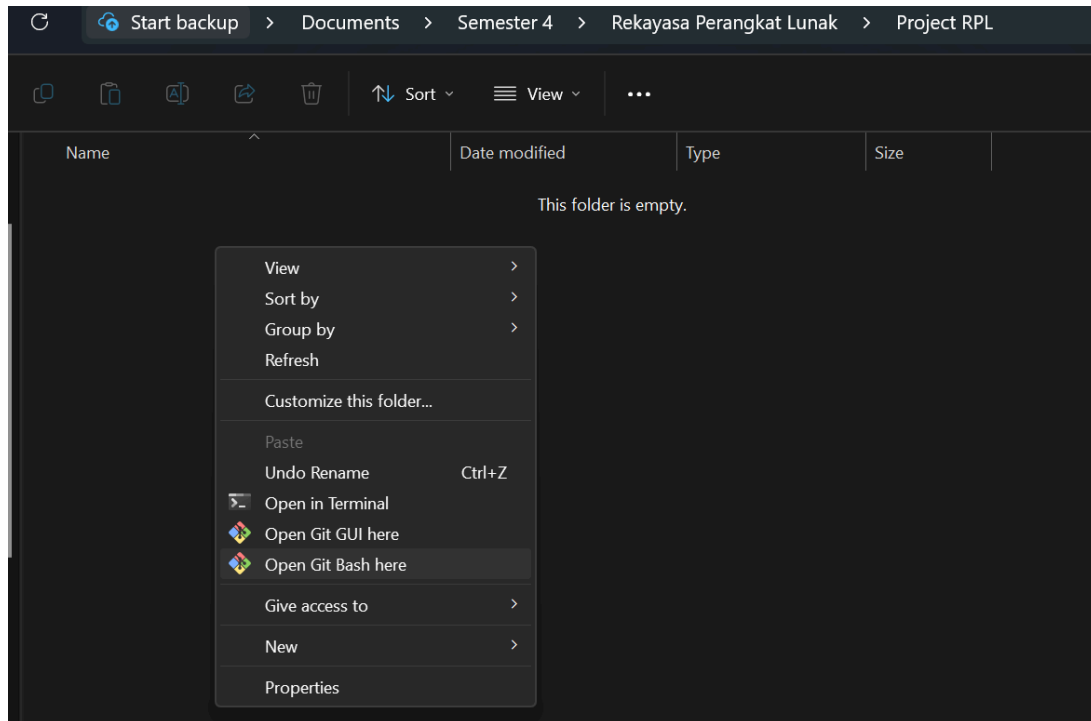 Start backup > Documents > Semester 4 > Rekayasa Perangkat Lunak > Project RPL
Sort View ...
Name Date modified Type Size
This folder is empty.
View
Sort by
Group by
Refresh
Customize this folder...
Paste
Undo Rename Ctrl+Z
Open in Terminal
Open Git GUI here
Open Git Bash here
Give access to
New
Properties